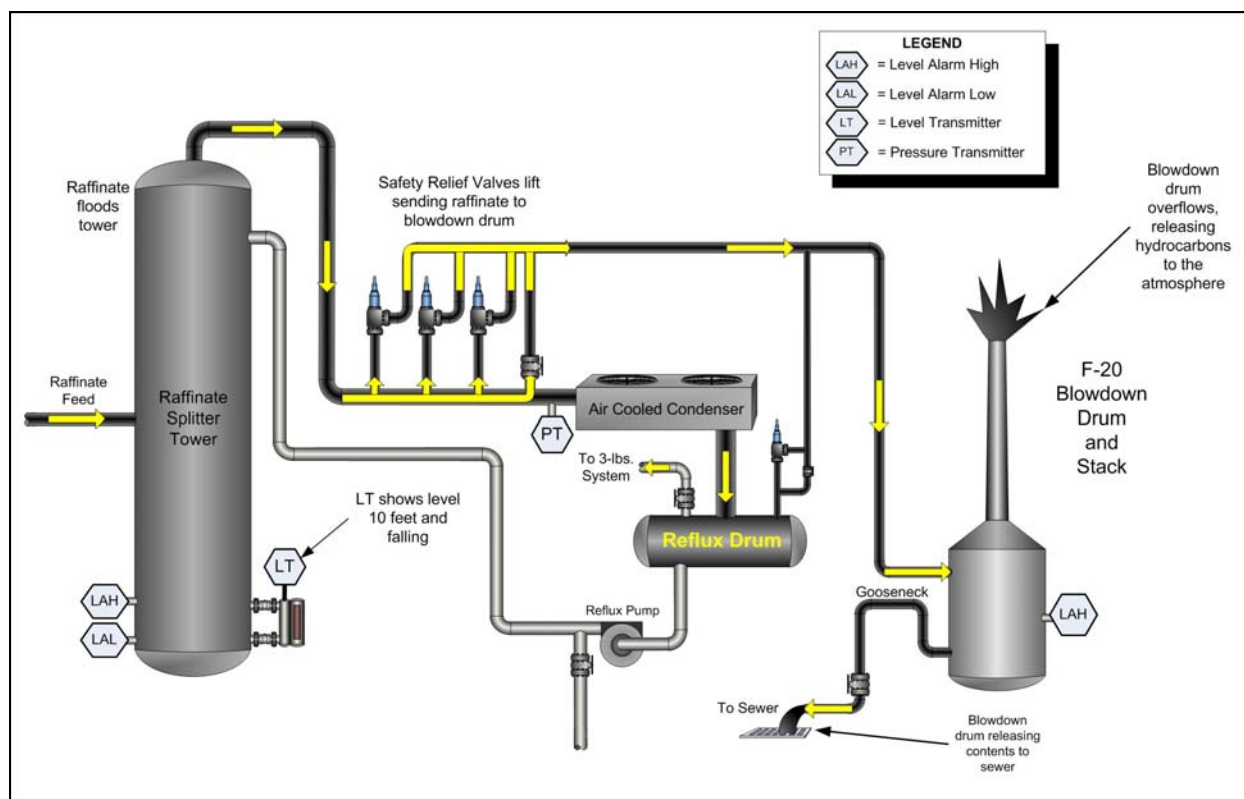 LEGEND
LAH = Level Alarm High
LAL = Level Alarm Low
LT = Level Transmitter
PT = Pressure Transmitter
Raffinate
floods
tower
Safety Relief Valves lift
sending raffinate to
blowdown drum
Blowdown
drum
overflows,
releasing
hydrocarbons
to the
atmosphere
F-20
Blowdown
Drum
and
Stack
Raffinate
Feed
Raffinate
Splitter
Tower
Air Cooled Condenser
PT
To 3-lbs.
System
LT shows level
10 feet and
falling
LT
Reflux Drum
LAH
LAL
Reflux Pump
Gooseneck
LAH
To Sewer
Blowdown
drum releasing
contents to
sewer